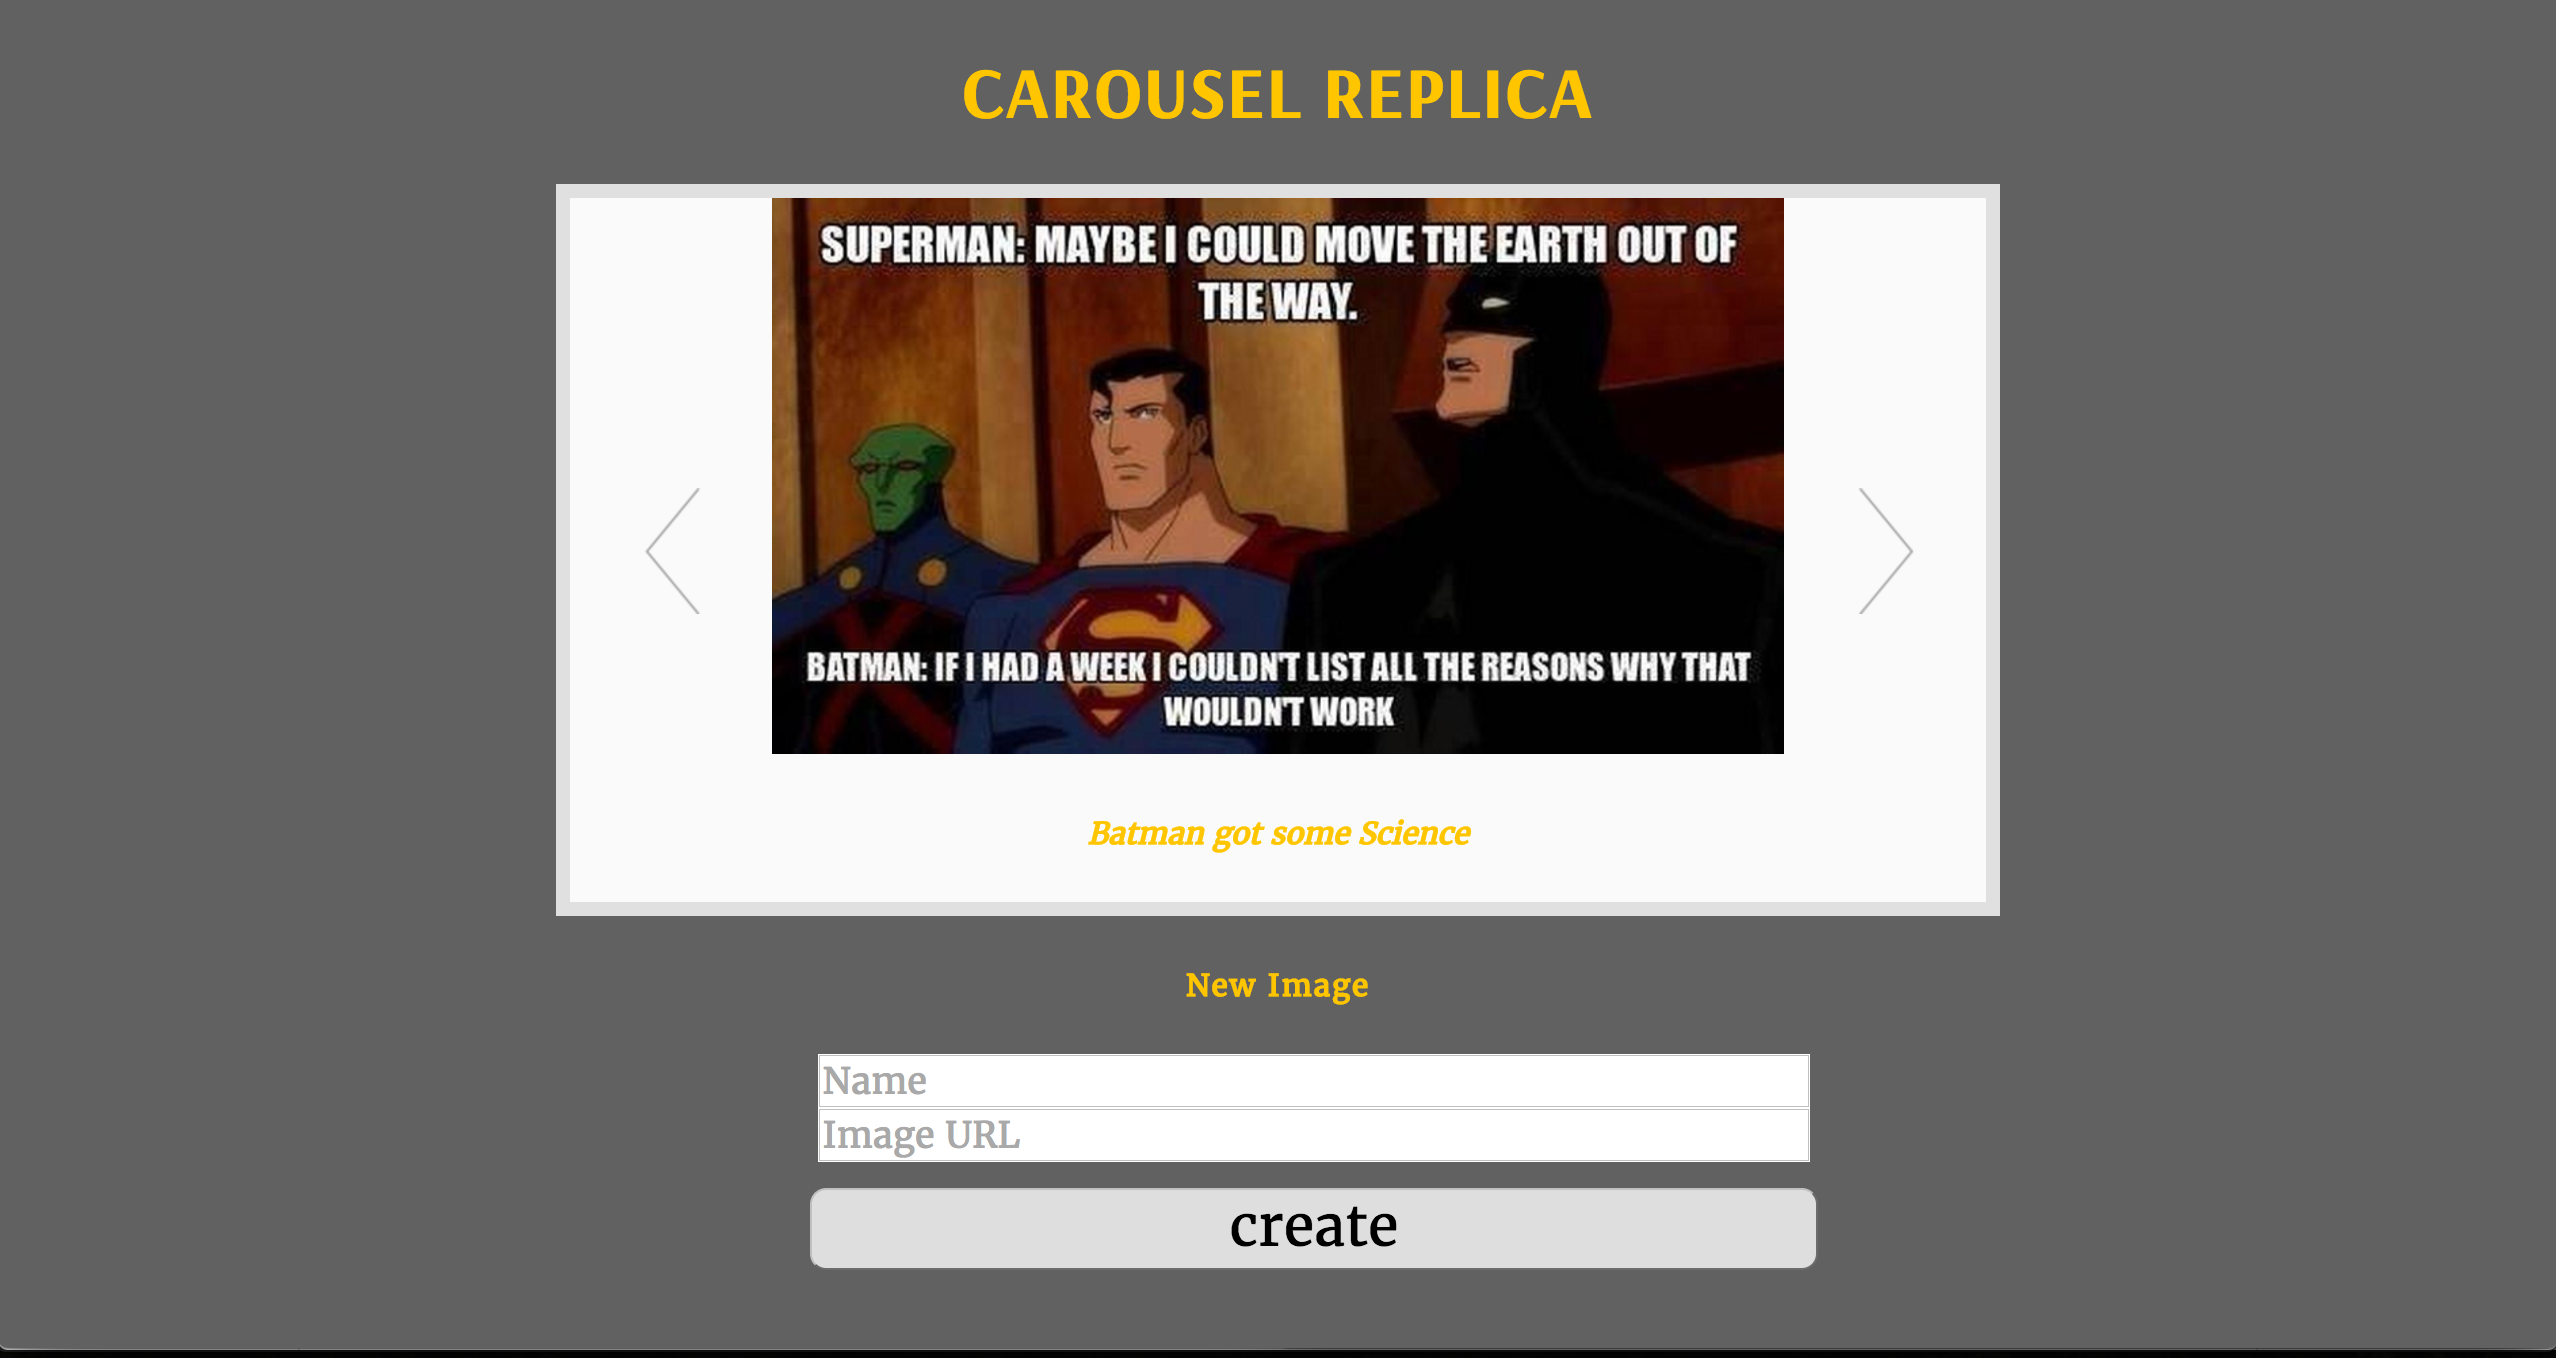 CAROUSEL REPLICA
SUPERMAN: MAYBE I COULD MOVE THE EARTH OUT OF
THE WAY.
BATMAN: IF I HAD A WEEK I COULDN'T LIST ALL THE REASONS WHY THAT
WOULDN'T WORK
Batman got some Science
New Image
Name
Image URL
create